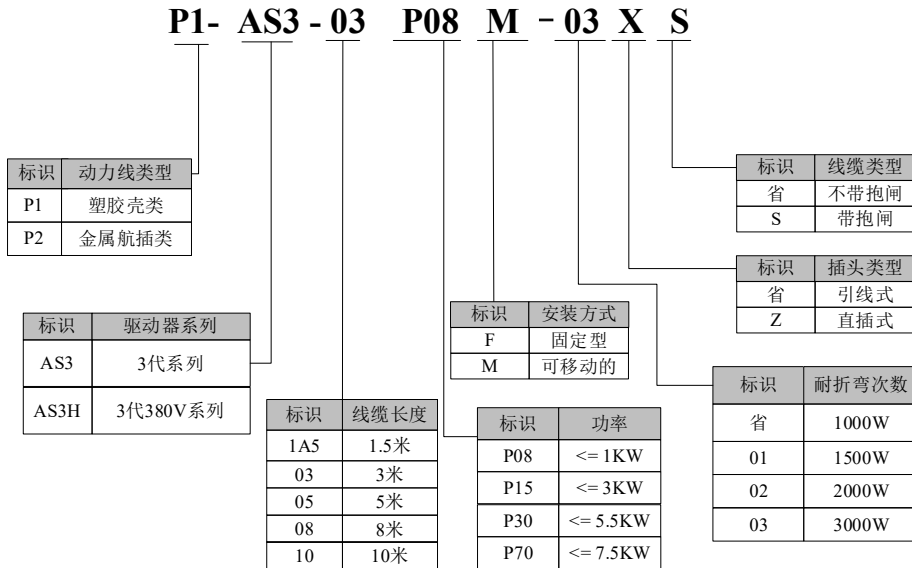 P1- AS3 - 03 P08 M - 03 X S
标识 动力线类型
P1 塑胶壳类
P2 金属航插类
标识 驱动器系列
AS3 3代系列
AS3H 3代380V系列
标识 线缆长度
1A5 1.5米
03 3米
05 5米
08 8米
10 10米
标识 功率
P08 <= 1KW
P15 <= 3KW
P30 <= 5.5KW
P70 <= 7.5KW
标识 安装方式
F 固定型
M 可移动的
标识 耐折弯次数
省 1000W
01 1500W
02 2000W
03 3000W
标识 插头类型
省 引线式
Z 直插式
标识 线缆类型
省 不带抱闸
S 带抱闸